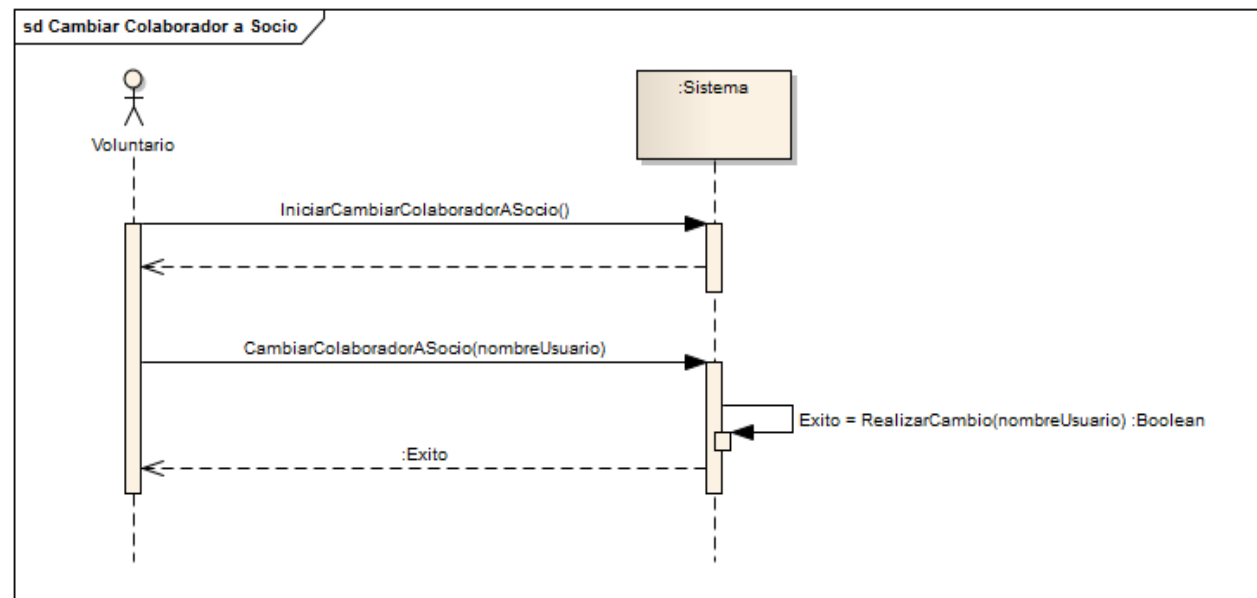 sd Cambiar Colaborador a Socio
:Sistema
Voluntario
IniciarCambiarColaboradorASocio()
CambiarColaboradorASocio(nombreUsuario)
Exito = RealizarCambio(nombreUsuario) :Boolean
:Exito